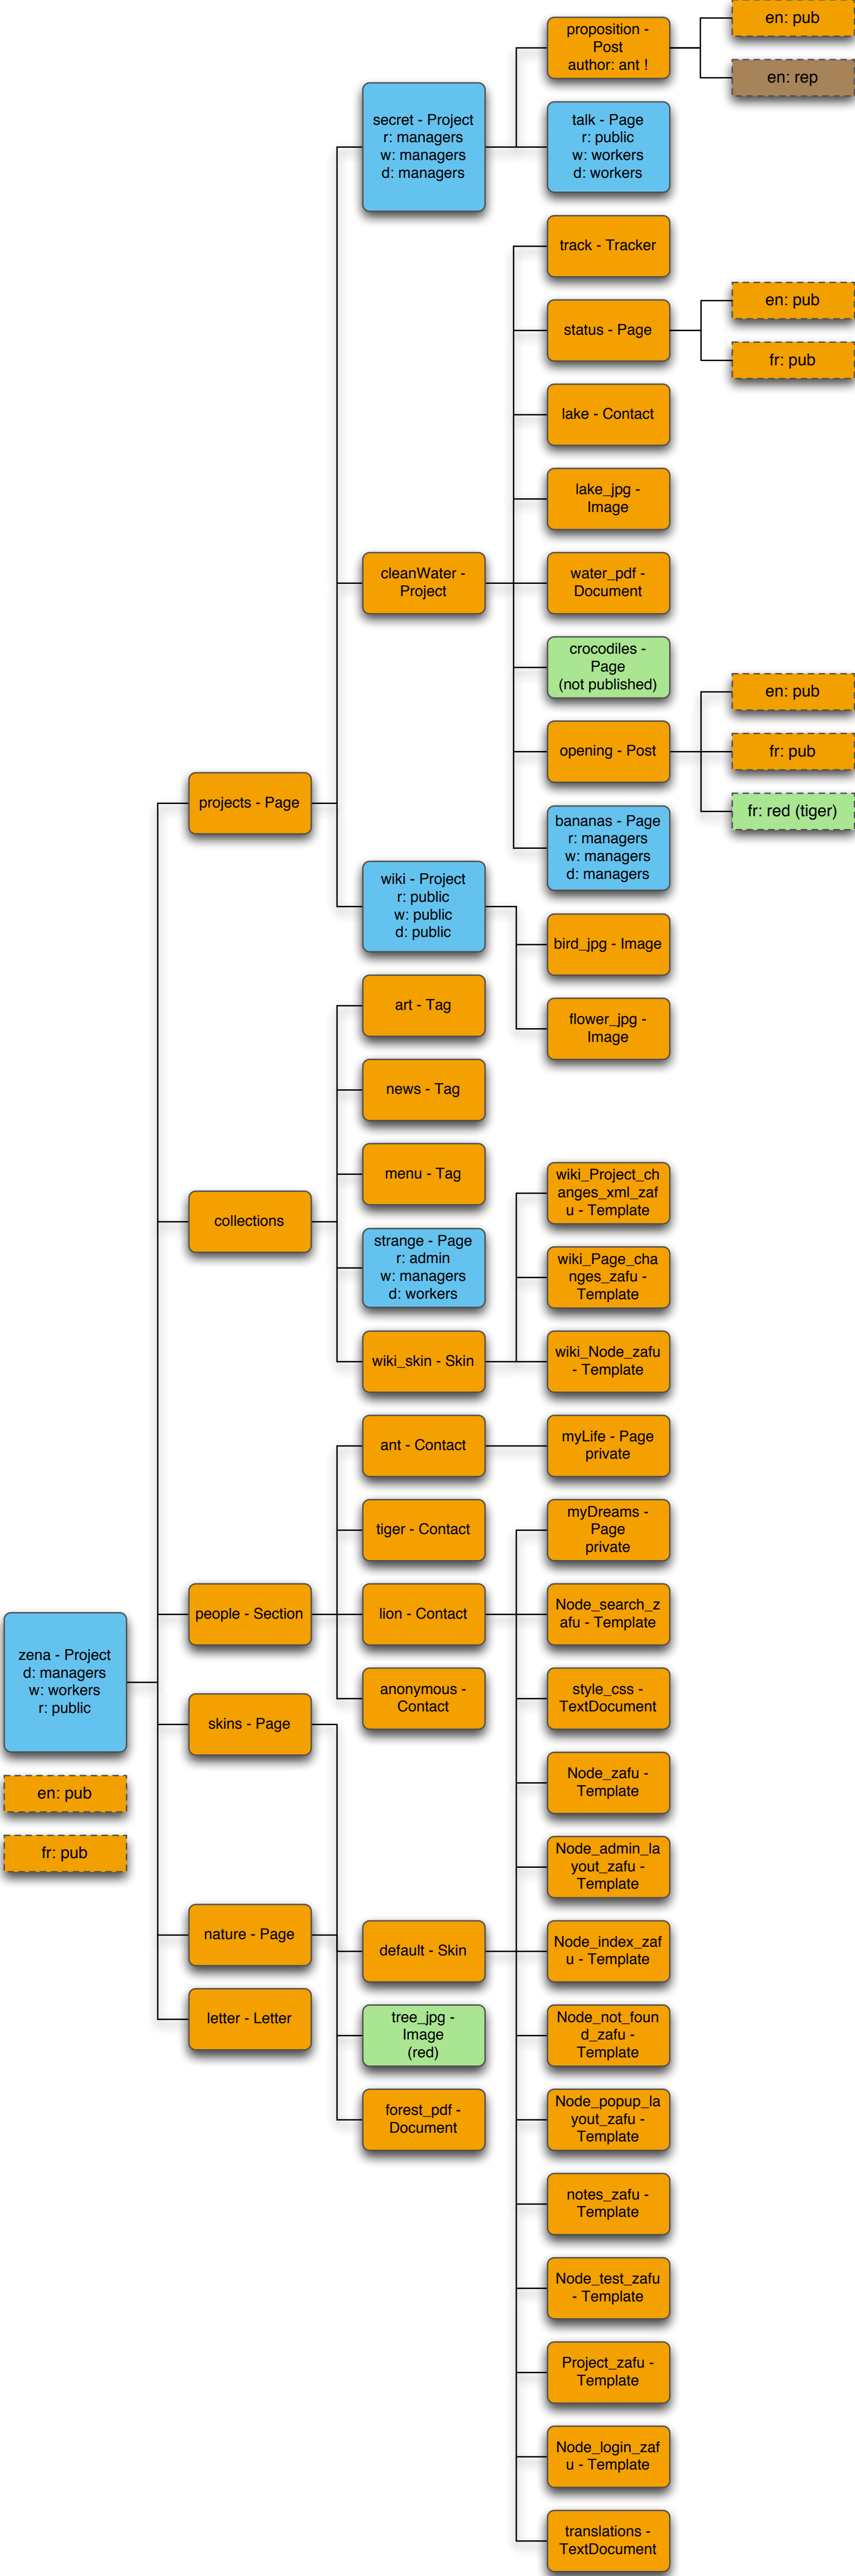 proposition -
Post
author: ant !
en: pub
en: rep
secret - Project
r: managers
w: managers
d: managers
talk - Page
r: public
w: workers
d: workers
track - Tracker
status - Page
en: pub
fr: pub
lake - Contact
lake_jpg -
Image
cleanWater -
Project
water_pdf -
Document
crocodiles -
Page
(not published)
opening - Post
en: pub
fr: pub
fr: red (tiger)
projects - Page
bananas - Page
r: managers
w: managers
d: managers
wiki - Project
r: public
w: public
d: public
bird_jpg - Image
flower_jpg -
Image
art - Tag
news - Tag
menu - Tag
collections
strange - Page
r: admin
w: managers
d: workers
wiki_skin - Skin
wiki_Project_ch
anges_xml_zaf
u - Template
wiki_Page_cha
nges_zafu -
Template
wiki_Node_zafu
- Template
ant - Contact
myLife - Page
private
tiger - Contact
myDreams -
Page
private
people - Section
lion - Contact
Node_search_z
afu - Template
anonymous -
Contact
style_css -
TextDocument
zena - Project
d: managers
w: workers
r: public
en: pub
fr: pub
skins - Page
Node_zafu -
Template
Node_admin_la
yout_zafu -
Template
nature - Page
default - Skin
Node_index_zaf
u - Template
letter - Letter
tree_jpg -
Image
(red)
Node_not_foun
d_zafu -
Template
forest_pdf -
Document
Node_popup_la
yout_zafu -
Template
notes_zafu -
Template
Node_test_zafu
- Template
Project_zafu -
Template
Node_login_zaf
u - Template
translations -
TextDocument